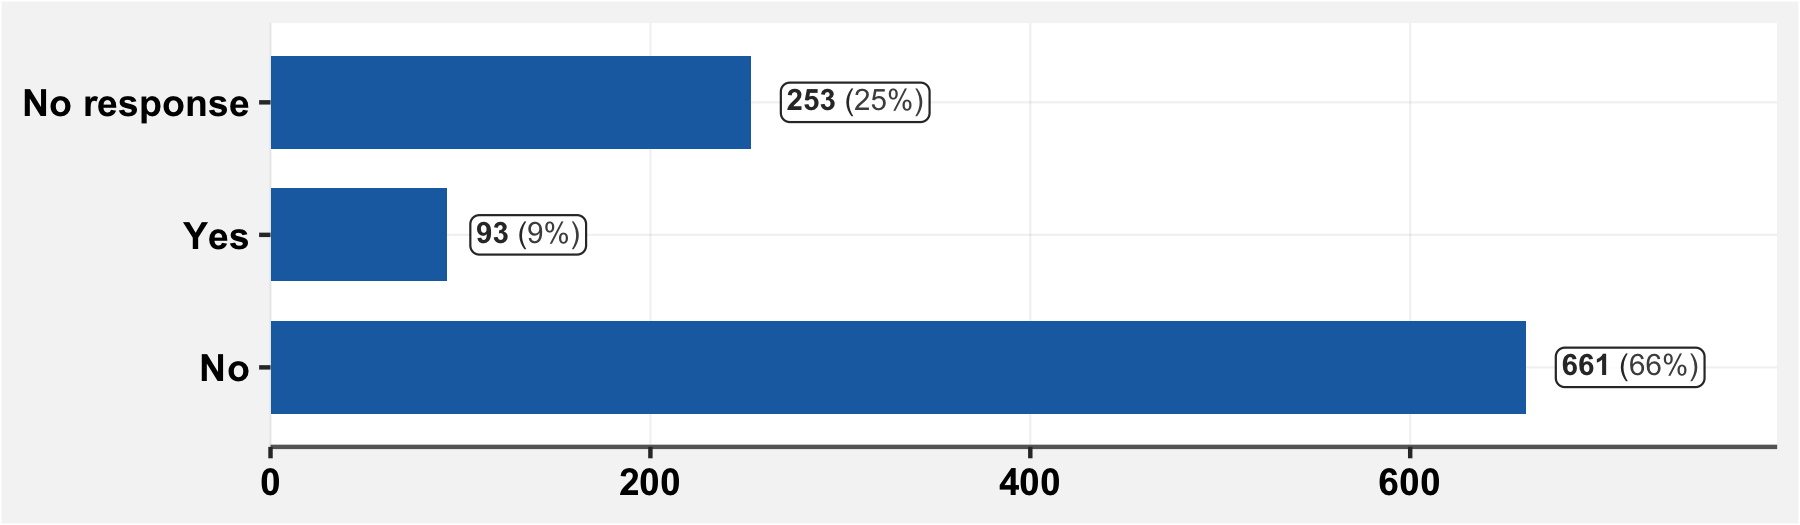 No response 253 (25%)
Yes 93 (9%)
No 661 (66%)
0 200 400 600